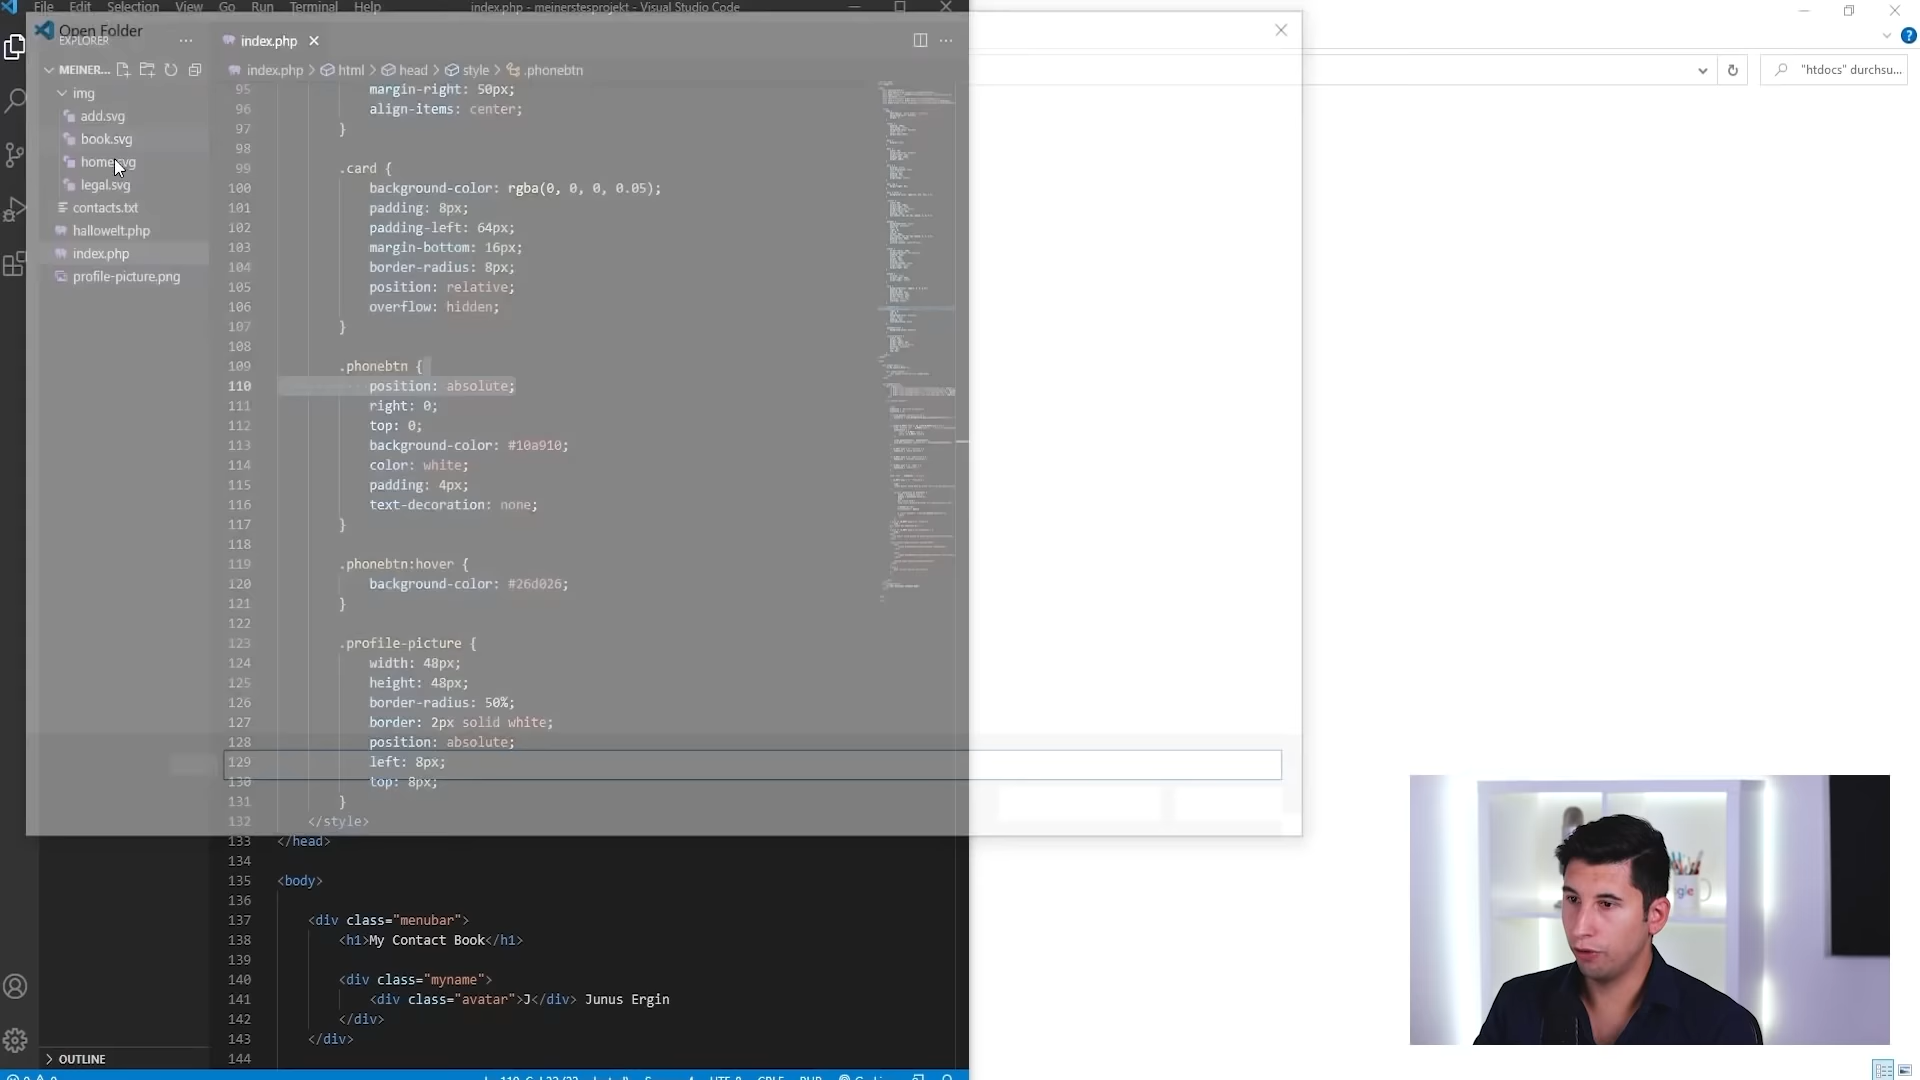 File Edit Selection View Go Run Terminal Help
index.php - meinerstesprojekt - Visual Studio Code
Open Folder
EXPLORER
index.php
MEINER...
index.php > html > head > style > .phonebtn
"htdocs" durchsu...
img
add.svg
book.svg
home.svg
legal.svg
contacts.txt
hallowelt.php
index.php
profile-picture.png
95 margin-right: 50px;
96 align-items: center;
97 }
98
99 .card {
100 background-color: rgba(0, 0, 0, 0.05);
101 padding: 8px;
102 padding-left: 64px;
103 margin-bottom: 16px;
104 border-radius: 8px;
105 position: relative;
106 overflow: hidden;
107 }
108
109 .phonebtn {
110 position: absolute;
111 right: 0;
112 top: 0;
113 background-color: #10a910;
114 color: white;
115 padding: 4px;
116 text-decoration: none;
117 }
118
119 .phonebtn:hover {
120 background-color: #26d026;
121 }
122
123 .profile-picture {
124 width: 48px;
125 height: 48px;
126 border-radius: 50%;
127 border: 2px solid white;
128 position: absolute;
129 left: 8px;
130 top: 8px;
131 }
132 </style>
133 </head>
134
135 <body>
136
137 <div class="menubar">
138 <h1>My Contact Book</h1>
139
140 <div class="myname">
141 <div class="avatar">J</div> Junus Ergin
142 </div>
143 </div>
144
OUTLINE